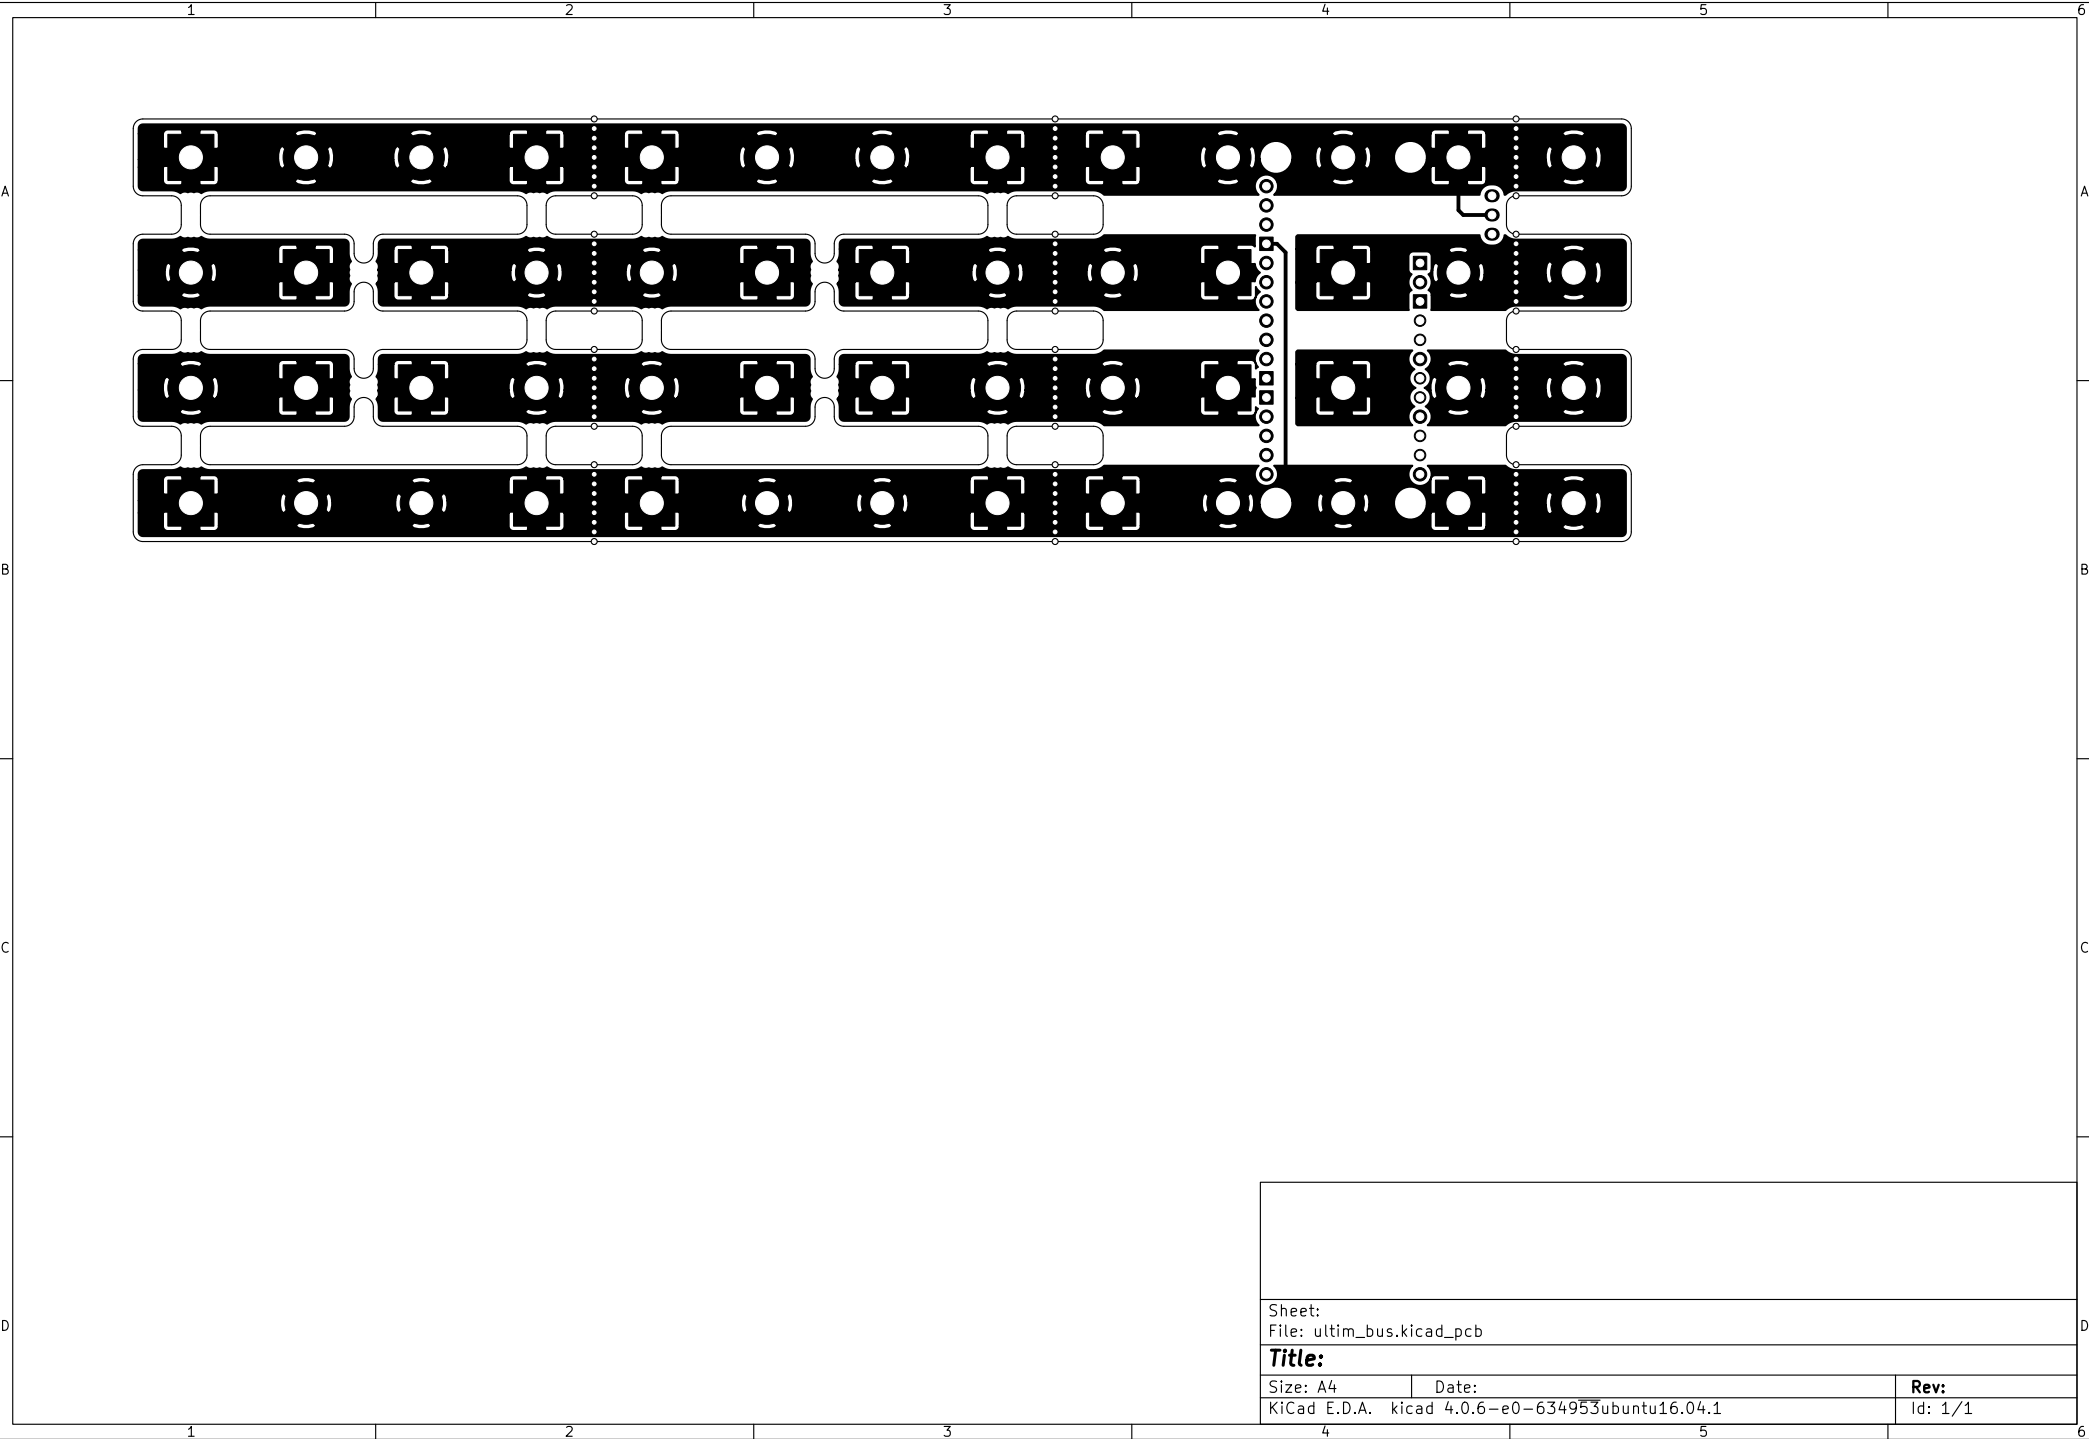 1 2 3 4 5 6
A A
B B
C C
D D
Sheet:
File: ultim_bus.kicad_pcb
Title:
Size: A4 Date: Rev:
KiCad E.D.A. kicad 4.0.6-e0-634953ubuntu16.04.1 Id: 1/1
1 2 3 4 5 6